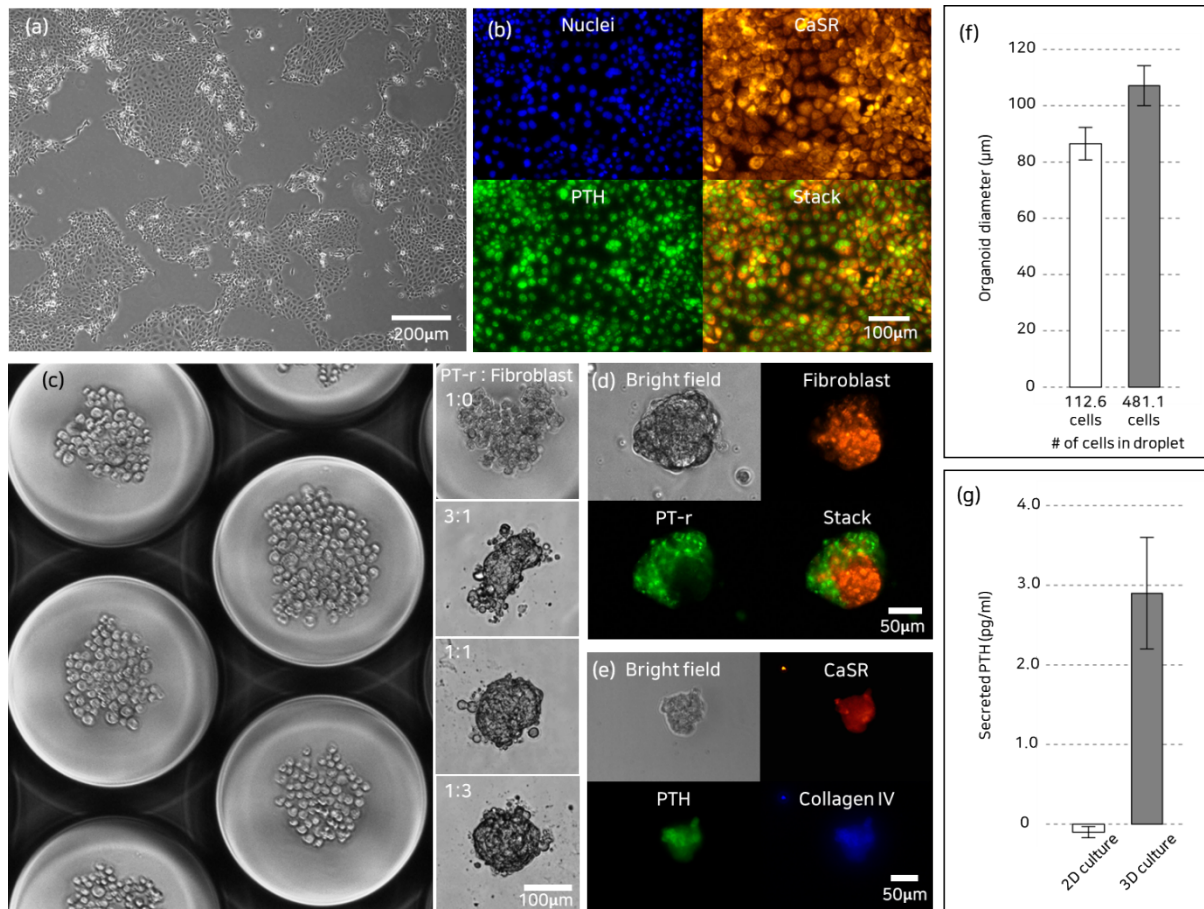 (a)
200μm
(b)
Nuclei
CaSR
PTH
Stack
100μm
(c)
PT-r : Fibroblast
1:0
3:1
1:1
1:3
100μm
(d)
Bright field
Fibroblast
PT-r
Stack
50μm
(e)
Bright field
CaSR
PTH
Collagen IV
50μm
(f)
Organoid diameter (μm)
120
100
80
60
40
20
0
112.6
cells
481.1
cells
# of cells in droplet
(g)
Secreted PTH (pg/ml)
4.0
3.0
2.0
1.0
0
2D culture
3D culture